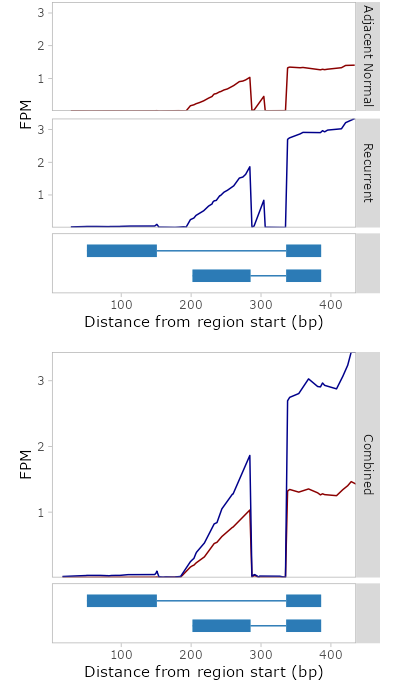 3
2
1
Adjacent Normal
FPM
3
2
1
Recurrent
100
200
300
400
Distance from region start (bp)
3
2
1
FPM
Combined
100
200
300
400
Distance from region start (bp)